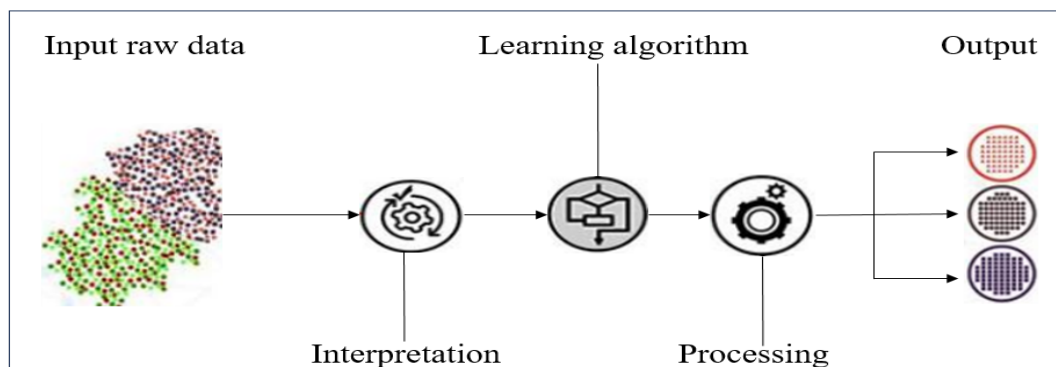 Input raw data
Learning algorithm
Output
Interpretation
Processing